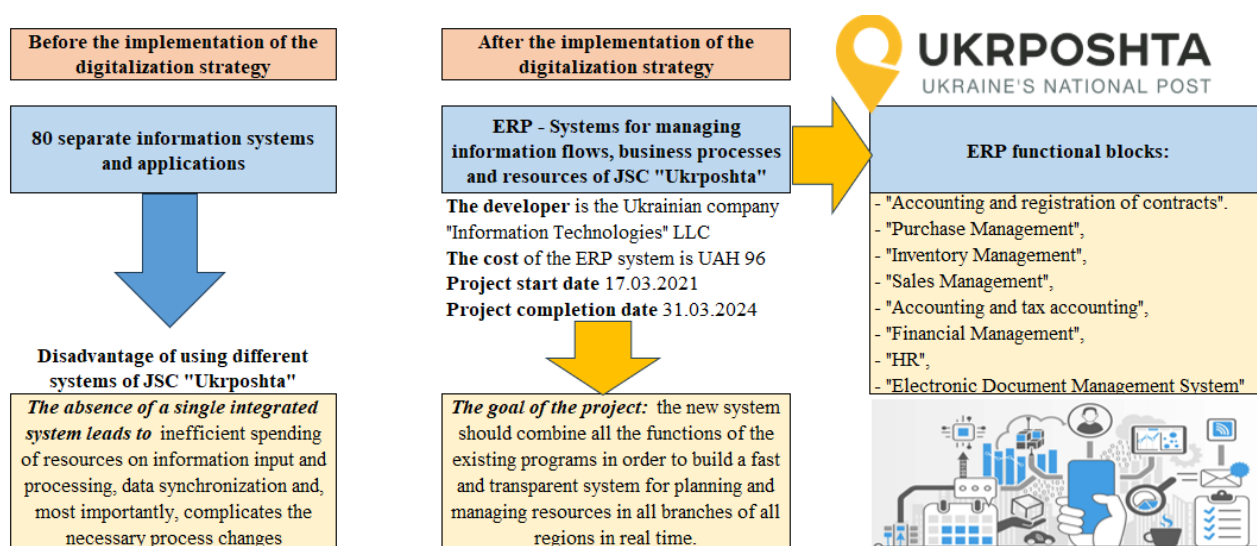 Before the implementation of the
digitalization strategy
80 separate information systems
and applications
Disadvantage of using different
systems of JSC "Ukrposhta"
The absence of a single integrated
system leads to inefficient spending
of resources on information input and
processing, data synchronization and,
most importantly, complicates the
necessary process changes
After the implementation of the
digitalization strategy
ERP - Systems for managing
information flows, business processes
and resources of JSC "Ukrposhta"
The developer is the Ukrainian company
"Information Technologies" LLC
The cost of the ERP system is UAH 96
Project start date 17.03.2021
Project completion date 31.03.2024
The goal of the project: the new system
should combine all the functions of the
existing programs in order to build a fast
and transparent system for planning and
managing resources in all branches of all
regions in real time.
UKRPOSHTA
UKRAINE'S NATIONAL POST
ERP functional blocks:
- "Accounting and registration of contracts".
- "Purchase Management",
- "Inventory Management",
- "Sales Management",
- "Accounting and tax accounting",
- "Financial Management",
- "HR",
- "Electronic Document Management System"